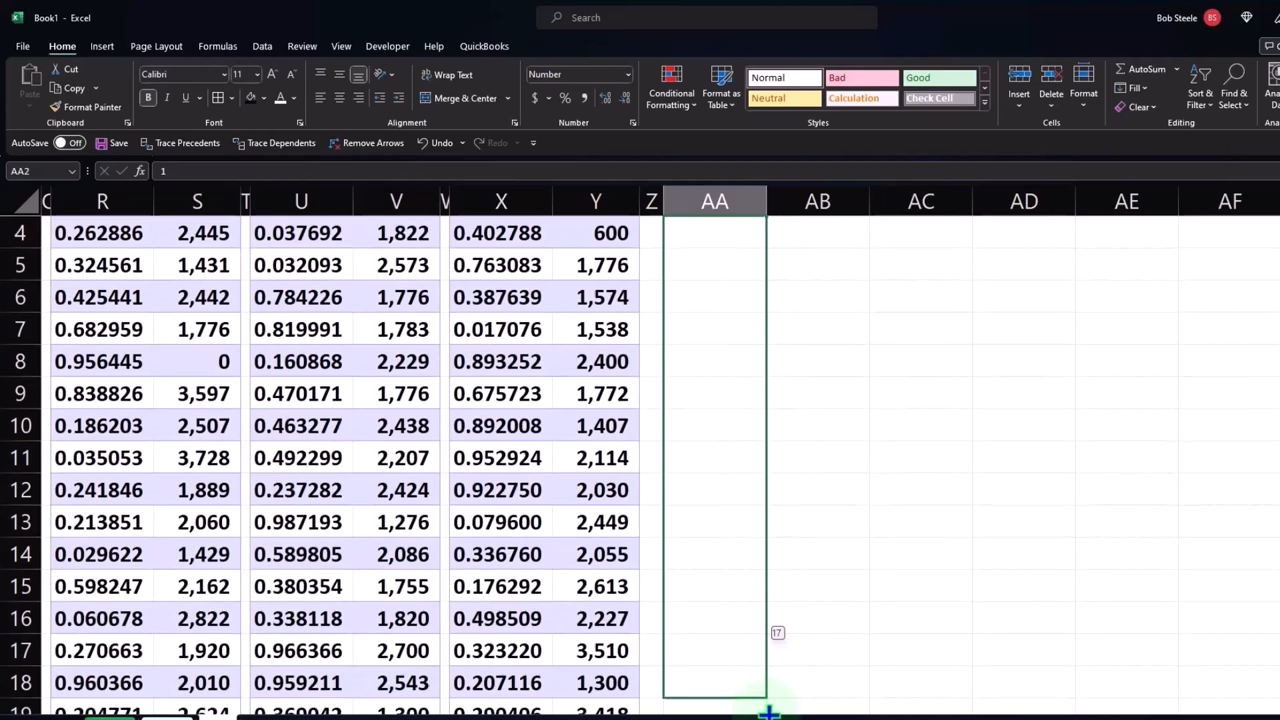 Book1 - Excel
Search
Bob Steele BS
File Home Insert Page Layout Formulas Data Review View Developer Help QuickBooks
Cut
Copy
Format Painter
Paste
Clipboard
Calibri 11
Font
Wrap Text
Merge & Center
Alignment
Number
Number
Conditional Formatting
Format as Table
Normal Bad Good
Neutral Calculation Check Cell
Styles
Insert Delete Format
Cells
AutoSum
Fill
Clear
Sort & Filter
Find & Select
Editing
AutoSave Off Save Trace Precedents Trace Dependents Remove Arrows Undo Redo
AA2 fx 1
R S T U V W X Y Z AA AB AC AD AE AF
4 0.262886 2,445 0.037692 1,822 0.402788 600
5 0.324561 1,431 0.032093 2,573 0.763083 1,776
6 0.425441 2,442 0.784226 1,776 0.387639 1,574
7 0.682959 1,776 0.819991 1,783 0.017076 1,538
8 0.956445 0 0.160868 2,229 0.893252 2,400
9 0.838826 3,597 0.470171 1,776 0.675723 1,772
10 0.186203 2,507 0.463277 2,438 0.892008 1,407
11 0.035053 3,728 0.492299 2,207 0.952924 2,114
12 0.241846 1,889 0.237282 2,424 0.922750 2,030
13 0.213851 2,060 0.987193 1,276 0.079600 2,449
14 0.029622 1,429 0.589805 2,086 0.336760 2,055
15 0.598247 2,162 0.380354 1,755 0.176292 2,613
16 0.060678 2,822 0.338118 1,820 0.498509 2,227
17 0.270663 1,920 0.966366 2,700 0.323220 3,510
17
18 0.960366 2,010 0.959211 2,543 0.207116 1,300